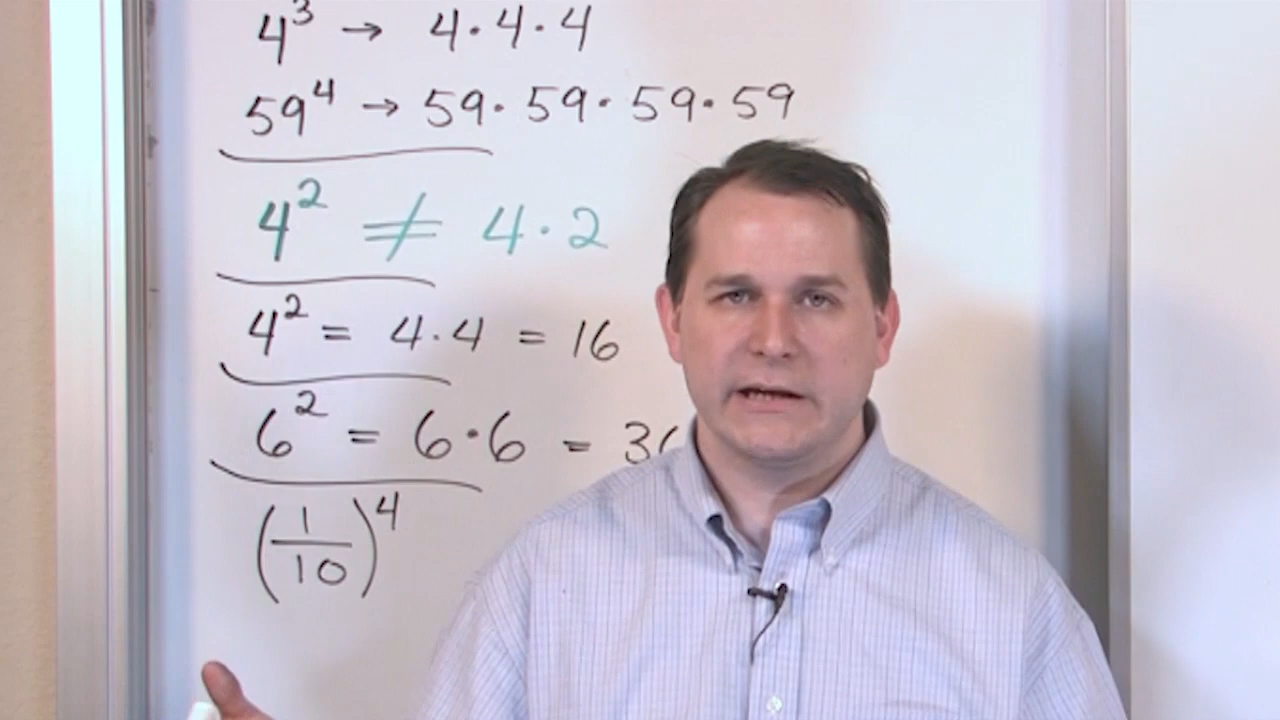 4³ → 4·4·4
59⁴ → 59·59·59·59
4² ≠ 4·2
4² = 4·4 = 16
6² = 6·6 = 3
(1/10)⁴